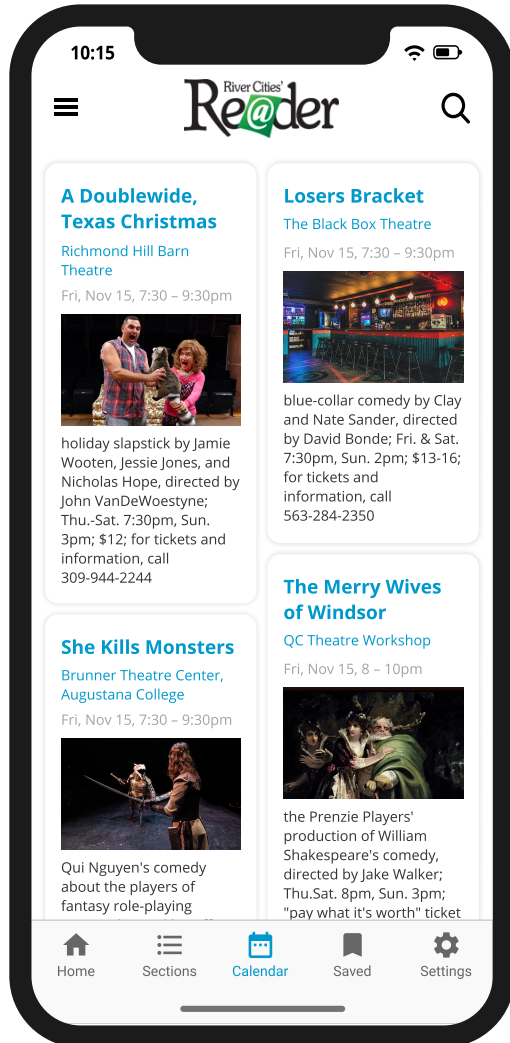 10:15
River Cities'
Re@der
A Doublewide,
Texas Christmas
Richmond Hill Barn
Theatre
Fri, Nov 15, 7:30 – 9:30pm
holiday slapstick by Jamie
Wooten, Jessie Jones, and
Nicholas Hope, directed by
John VanDeWoestyne;
Thu.-Sat. 7:30pm, Sun.
3pm; $12; for tickets and
information, call
309-944-2244
She Kills Monsters
Brunner Theatre Center,
Augustana College
Fri, Nov 15, 7:30 – 9:30pm
Qui Nguyen's comedy
about the players of
fantasy role-playing
Losers Bracket
The Black Box Theatre
Fri, Nov 15, 7:30 – 9:30pm
blue-collar comedy by Clay
and Nate Sander, directed
by David Bonde; Fri. & Sat.
7:30pm, Sun. 2pm; $13-16;
for tickets and
information, call
563-284-2350
The Merry Wives
of Windsor
QC Theatre Workshop
Fri, Nov 15, 8 – 10pm
the Prenzie Players'
production of William
Shakespeare's comedy,
directed by Jake Walker;
Thu.Sat. 8pm, Sun. 3pm;
"pay what it's worth" ticket
Home
Sections
Calendar
Saved
Settings